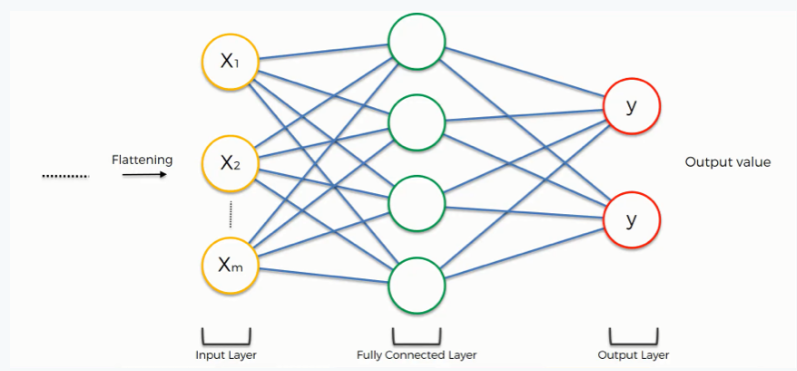 X1
X2
Xm
Flattening
y
y
Output value
Input Layer
Fully Connected Layer
Output Layer